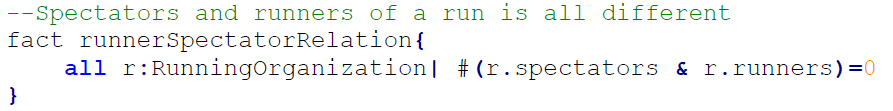 --Spectators and runners of a run is all different
fact runnerSpectatorRelation{
    all r:RunningOrganization| #(r.spectators & r.runners)=0
}